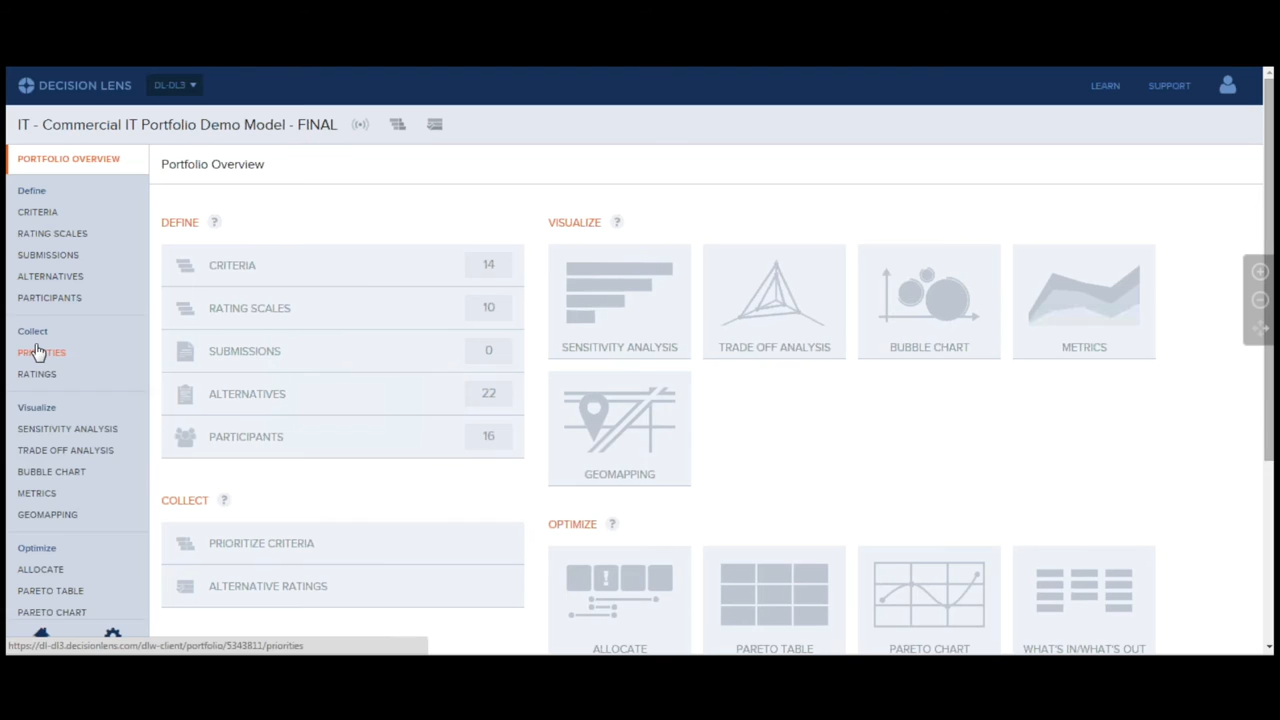 DECISION LENS
DL-DL3
LEARN
SUPPORT
IT - Commercial IT Portfolio Demo Model - FINAL
PORTFOLIO OVERVIEW
Define
CRITERIA
RATING SCALES
SUBMISSIONS
ALTERNATIVES
PARTICIPANTS
Collect
PRIORITIES
RATINGS
Visualize
SENSITIVITY ANALYSIS
TRADE OFF ANALYSIS
BUBBLE CHART
METRICS
GEOMAPPING
Optimize
ALLOCATE
PARETO TABLE
PARETO CHART
Portfolio Overview
DEFINE ?
CRITERIA 14
RATING SCALES 10
SUBMISSIONS 0
ALTERNATIVES 22
PARTICIPANTS 16
COLLECT ?
PRIORITIZE CRITERIA
ALTERNATIVE RATINGS
VISUALIZE ?
SENSITIVITY ANALYSIS
TRADE OFF ANALYSIS
BUBBLE CHART
METRICS
GEOMAPPING
OPTIMIZE ?
ALLOCATE
PARETO TABLE
PARETO CHART
WHAT'S IN/WHAT'S OUT
https://dl-dl3.decisionlens.com/dlw-client/portfolio/5343811/priorities